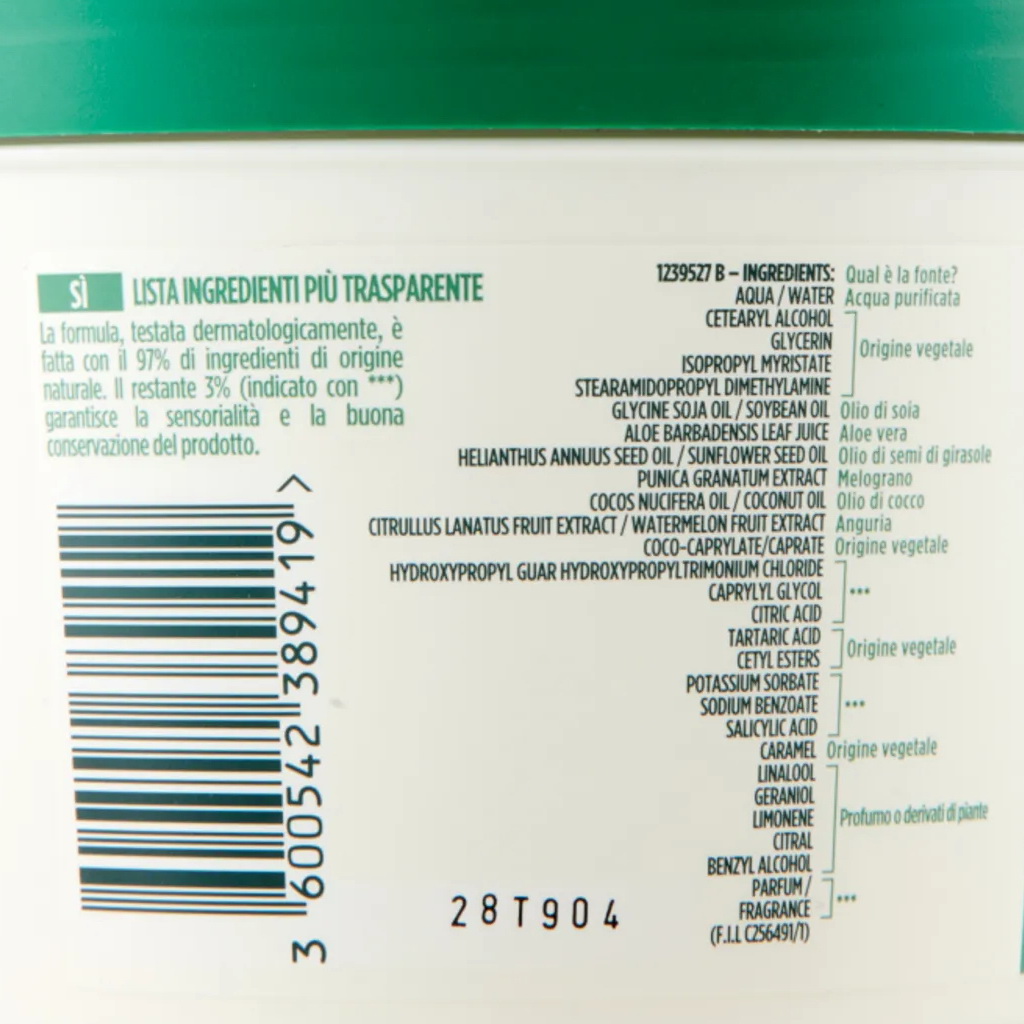 SÌ LISTA INGREDIENTI PIÙ TRASPARENTE
La formula, testata dermatologicamente, è
fatta con il 97% di ingredienti di origine
naturale. Il restante 3% (indicato con ***)
garantisce la sensorialità e la buona
conservazione del prodotto.
3 600542 389419 >
1239527 B – INGREDIENTS: Qual è la fonte?
AQUA / WATER Acqua purificata
CETEARYL ALCOHOL
GLYCERIN
Origine vegetale
ISOPROPYL MYRISTATE
STEARAMIDOPROPYL DIMETHYLAMINE
GLYCINE SOJA OIL / SOYBEAN OIL Olio di soia
ALOE BARBADENSIS LEAF JUICE Aloe vera
HELIANTHUS ANNUUS SEED OIL / SUNFLOWER SEED OIL Olio di semi di girasole
PUNICA GRANATUM EXTRACT Melograno
COCOS NUCIFERA OIL / COCONUT OIL Olio di cocco
CITRULLUS LANATUS FRUIT EXTRACT / WATERMELON FRUIT EXTRACT Anguria
COCO-CAPRYLATE/CAPRATE Origine vegetale
HYDROXYPROPYL GUAR HYDROXYPROPYLTRIMONIUM CHLORIDE
CAPRYLYL GLYCOL ***
CITRIC ACID
TARTARIC ACID
Origine vegetale
CETYL ESTERS
POTASSIUM SORBATE
SODIUM BENZOATE ***
SALICYLIC ACID
CARAMEL Origine vegetale
LINALOOL
GERANIOL
LIMONENE Profumo o derivati di piante
CITRAL
BENZYL ALCOHOL
PARFUM /
***
FRAGRANCE
(F.I.L C256491/1)
28T904